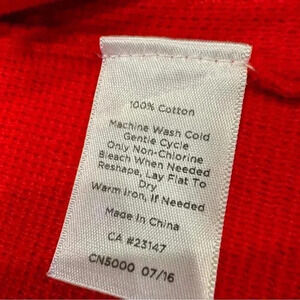 100% Cotton
Machine Wash Cold
Gentle Cycle
Only Non-Chlorine
Bleach When Needed
Reshape, Lay Flat To
Dry
Warm Iron, If Needed
Made In China
CA #23147
CN5000 07/16